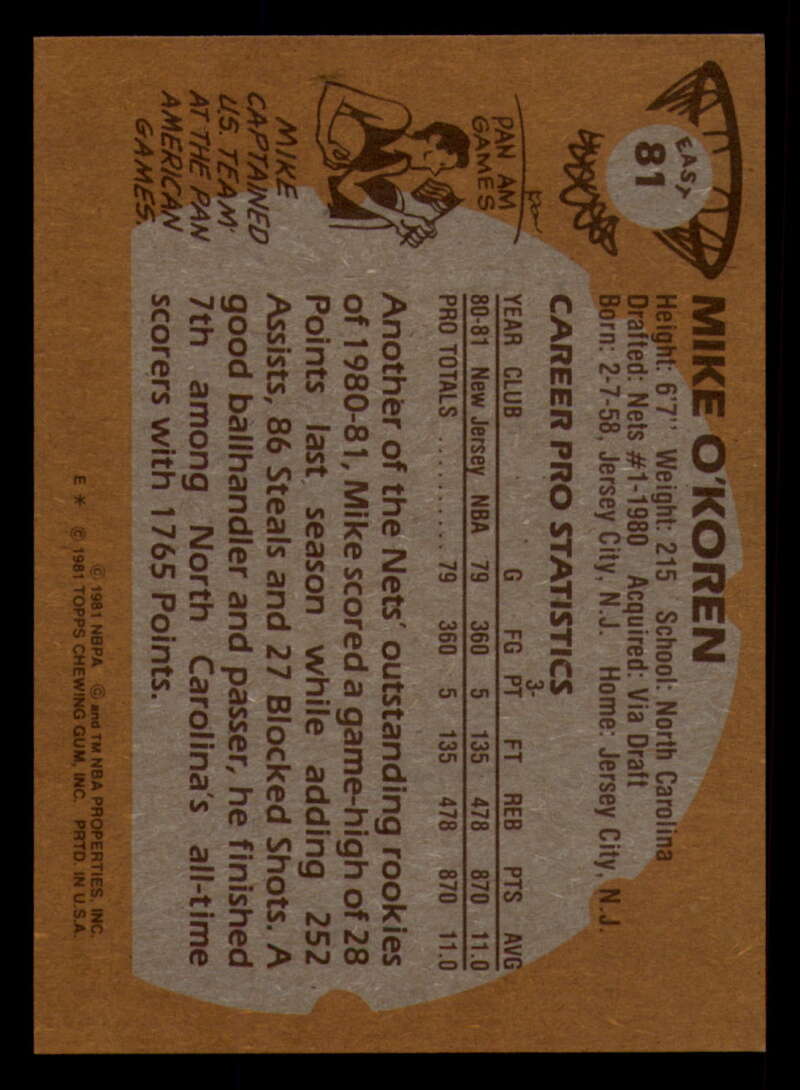 EAST
81
MIKE O'KOREN
Height: 6'7" Weight: 215 School: North Carolina
Drafted: Nets #1-1980 Acquired: Via Draft
Born: 2-7-58, Jersey City, N.J. Home: Jersey City, N.J.
CAREER PRO STATISTICS
YEAR CLUB G FG 3-PT FT REB PTS AVG
80-81 New Jersey NBA 79 360 5 135 478 870 11.0
PRO TOTALS .......... 79 360 5 135 478 870 11.0
Another of the Nets' outstanding rookies
of 1980-81, Mike scored a game-high of 28
Points last season while adding 252
Assists, 86 Steals and 27 Blocked Shots. A
good ballhandler and passer, he finished
7th among North Carolina's all-time
scorers with 1765 Points.
PAN AM
GAMES
MIKE
CAPTAINED
U.S. TEAM
AT THE PAN
AMERICAN
GAMES.
© 1981 NBPA © and TM NBA PROPERTIES, INC.
E * © 1981 TOPPS CHEWING GUM, INC. PRTD. IN U.S.A.